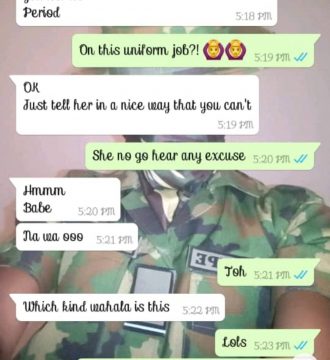 Period
5:18 PM
On this uniform job?! 🙆🙆
5:19 PM
OK
Just tell her in a nice way that you can't
5:19 PM
She no go hear any excuse 5:20 PM
Hmmm
Babe 5:20 PM
Na wa ooo 5:21 PM
Toh 5:21 PM
Which kind wahala is this 5:22 PM
Lols 5:23 PM